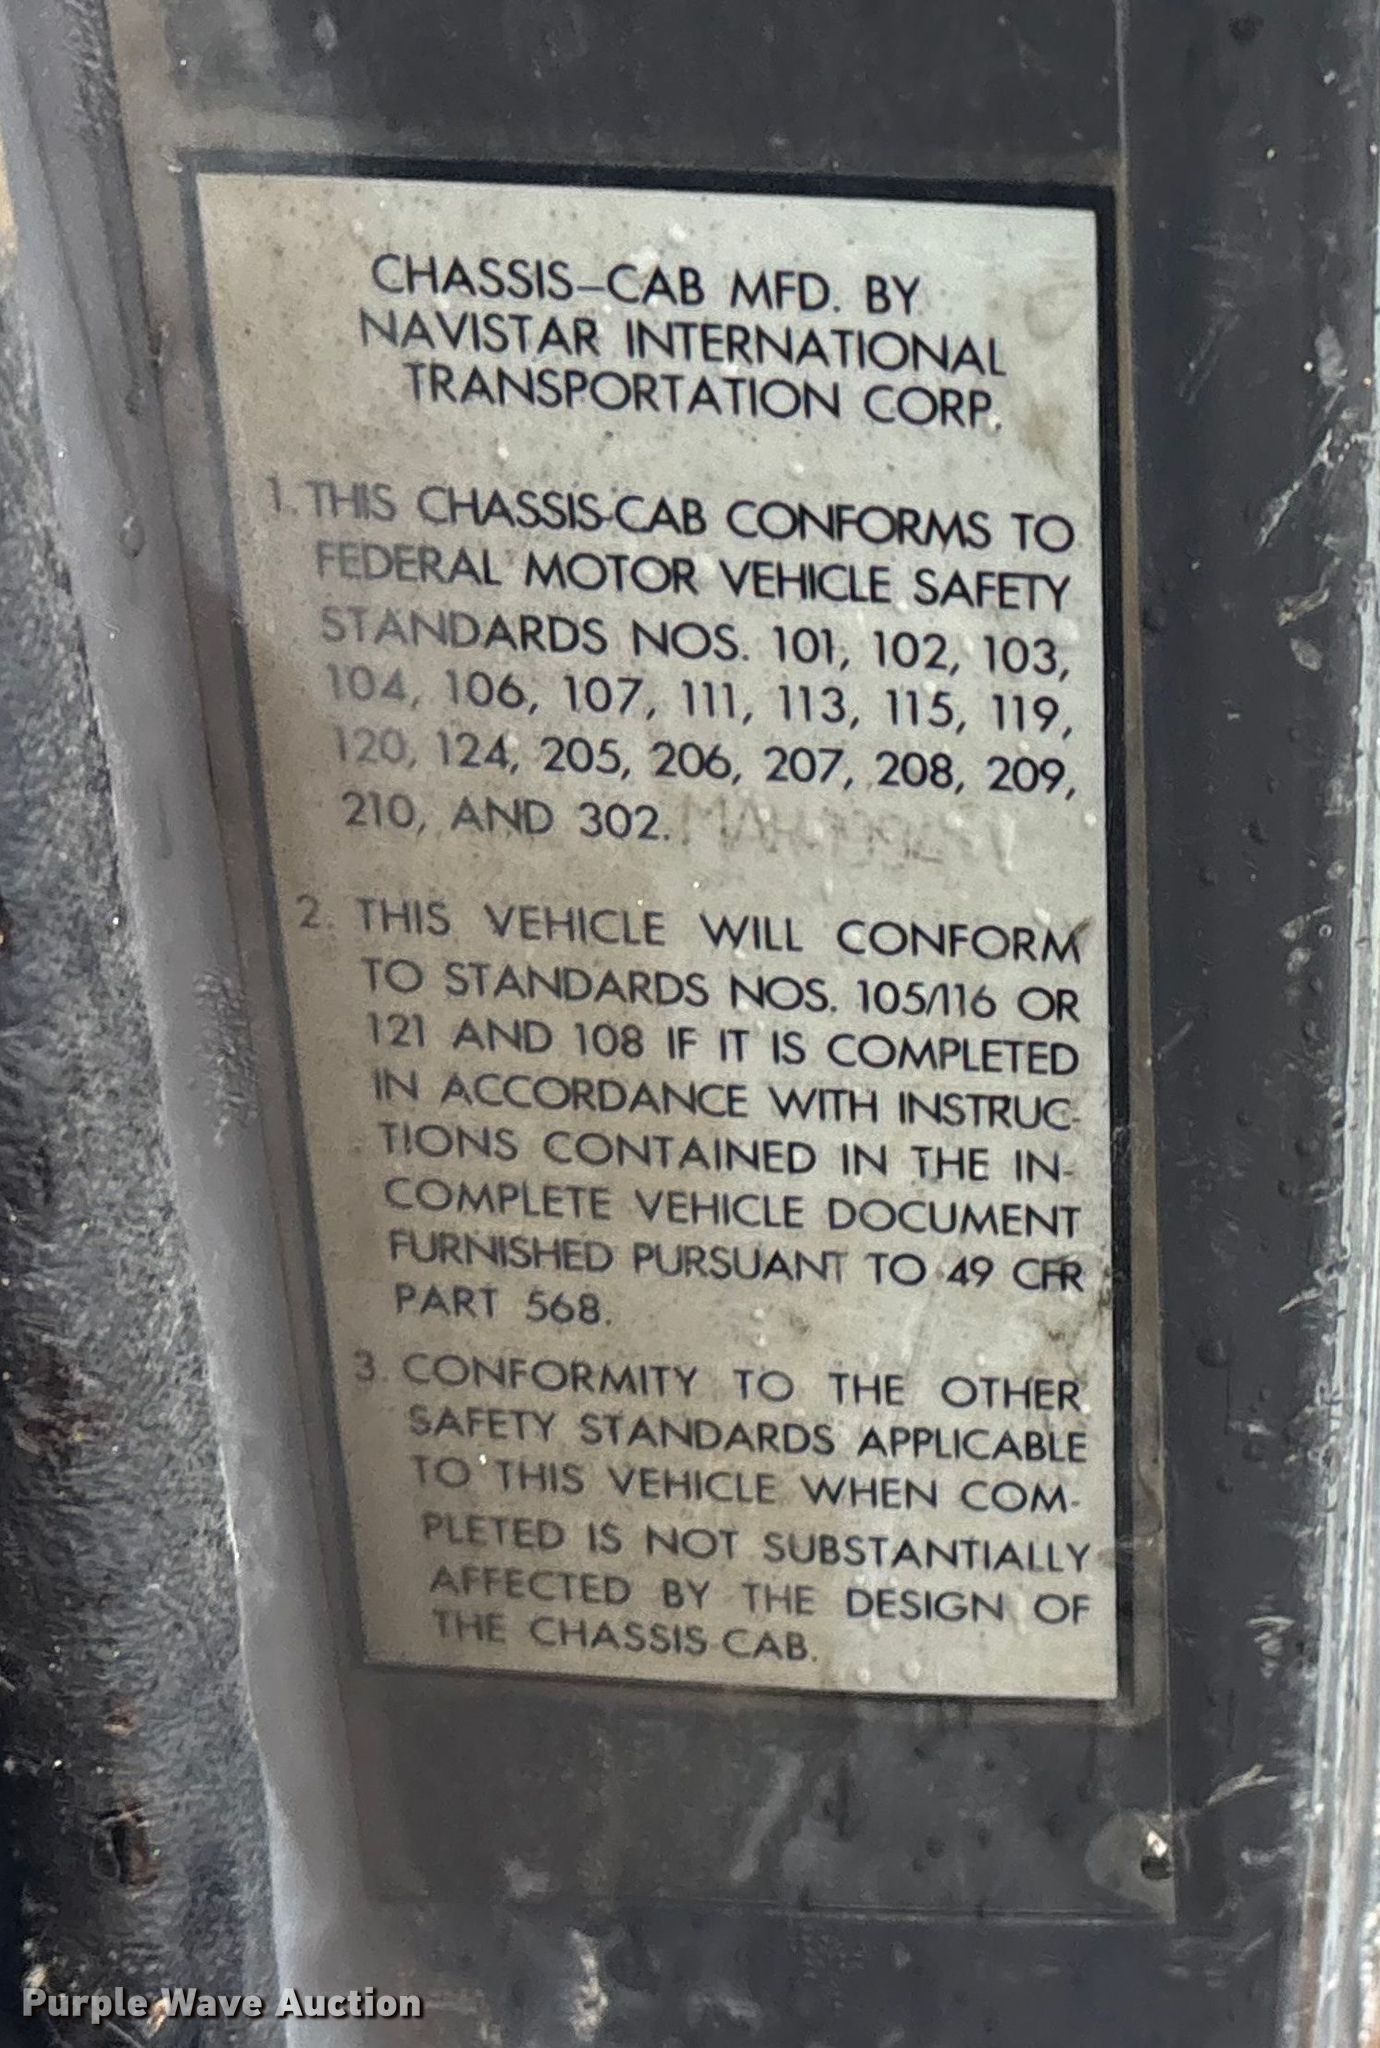 CHASSIS-CAB MFD. BY
NAVISTAR INTERNATIONAL
TRANSPORTATION CORP.
1. THIS CHASSIS-CAB CONFORMS TO
FEDERAL MOTOR VEHICLE SAFETY
STANDARDS NOS. 101, 102, 103,
104, 106, 107, 111, 113, 115, 119,
120, 124, 205, 206, 207, 208, 209,
210, AND 302.
2. THIS VEHICLE WILL CONFORM
TO STANDARDS NOS. 105/116 OR
121 AND 108 IF IT IS COMPLETED
IN ACCORDANCE WITH INSTRUC-
TIONS CONTAINED IN THE IN-
COMPLETE VEHICLE DOCUMENT
FURNISHED PURSUANT TO 49 CFR
PART 568.
3. CONFORMITY TO THE OTHER
SAFETY STANDARDS APPLICABLE
TO THIS VEHICLE WHEN COM-
PLETED IS NOT SUBSTANTIALLY
AFFECTED BY THE DESIGN OF
THE CHASSIS-CAB.
Purple Wave Auction